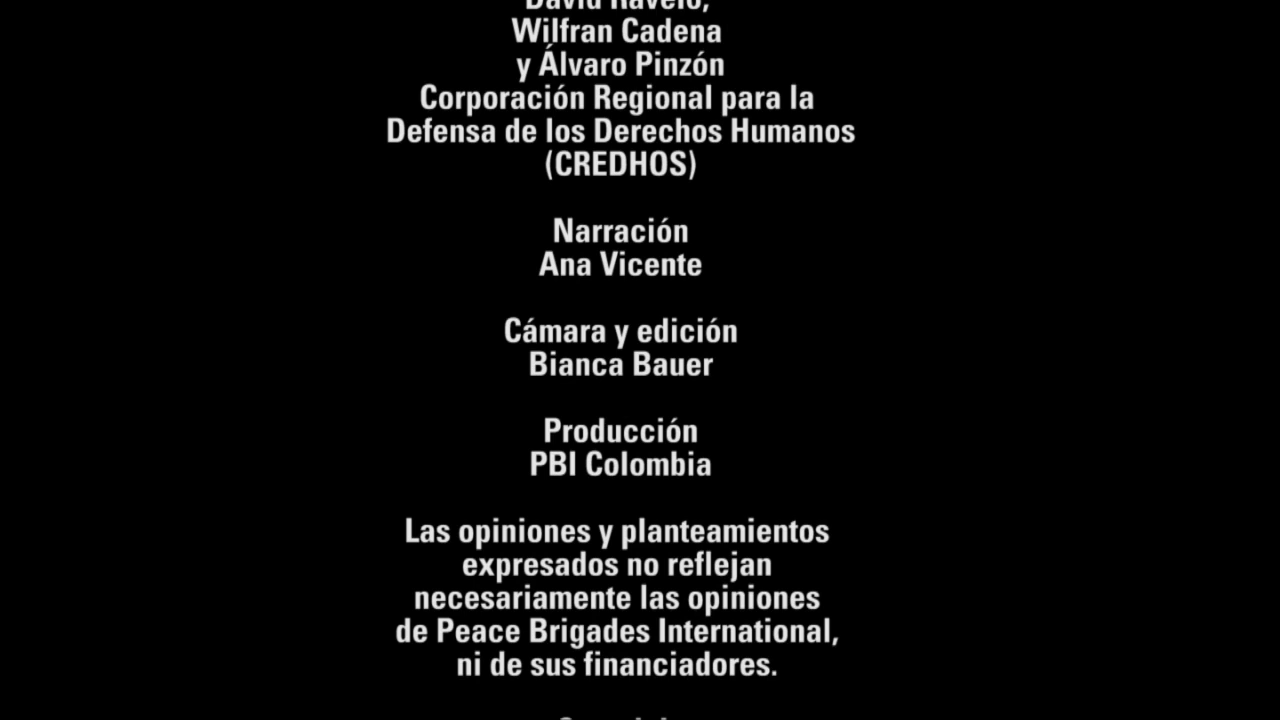 David Ravelo,
Wilfran Cadena
y Álvaro Pinzón
Corporación Regional para la
Defensa de los Derechos Humanos
(CREDHOS)
Narración
Ana Vicente
Cámara y edición
Bianca Bauer
Producción
PBI Colombia
Las opiniones y planteamientos
expresados no reflejan
necesariamente las opiniones
de Peace Brigades International,
ni de sus financiadores.